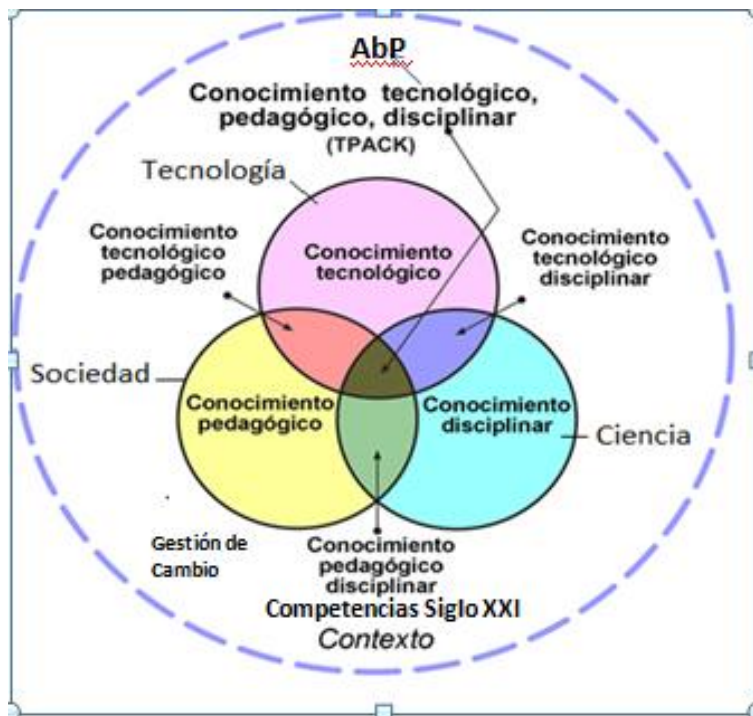 AbP
Conocimiento tecnológico,
pedagógico, disciplinar
(TPACK)
Tecnología
Conocimiento
tecnológico
pedagógico
Conocimiento
tecnológico
Conocimiento
tecnológico
disciplinar
Sociedad
Conocimiento
pedagógico
Conocimiento
disciplinar
Ciencia
Gestión de
Cambio
Conocimiento
pedagógico
disciplinar
Competencias Siglo XXI
Contexto